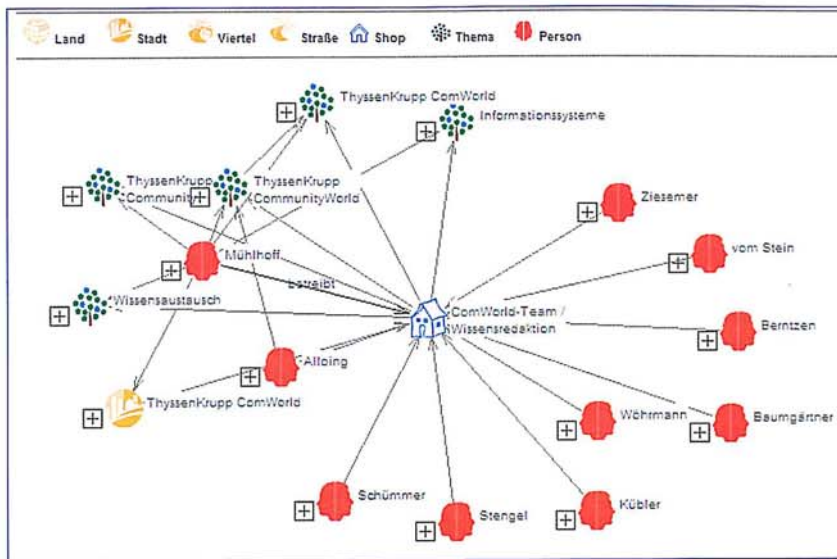 Land Stadt Viertel Straße Shop Thema Person
ThyssenKrupp ComWorld
Informationssysteme
ThyssenKrupp
Community
ThyssenKrupp
CommunityWorld
Ziesemer
Mühlhoff
vom Stein
betreibt
Wissensaustausch
ComWorld-Team /
Wissensredaktion
Berntzen
Alfoing
ThyssenKrupp ComWorld
Wöhrmann
Baumgärtner
Schümmer
Stengel
Kübler